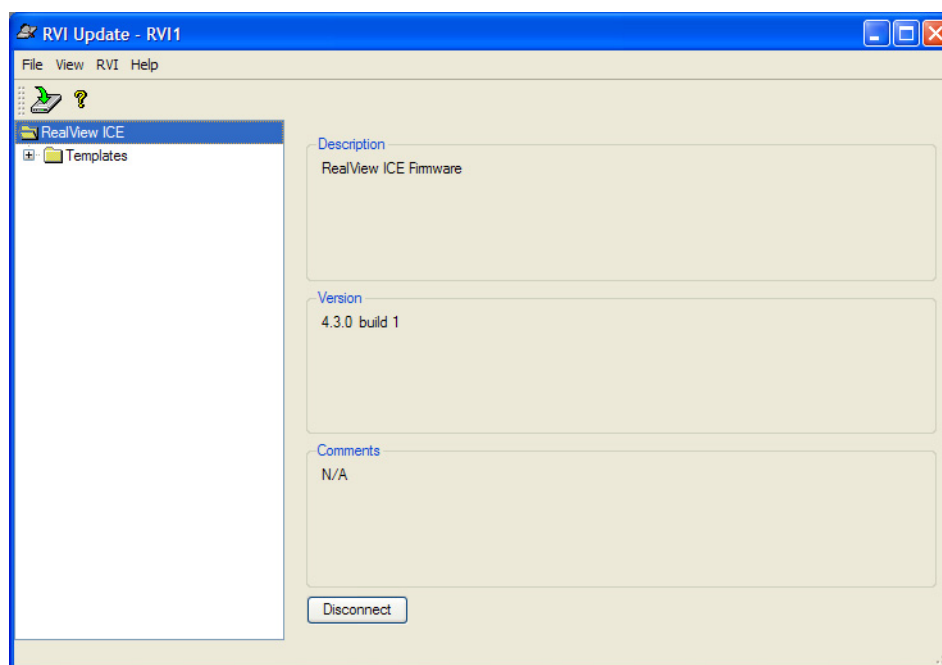 RVI Update - RVI1
File View RVI Help
RealView ICE
Templates
Description
RealView ICE Firmware
Version
4.3.0 build 1
Comments
N/A
Disconnect